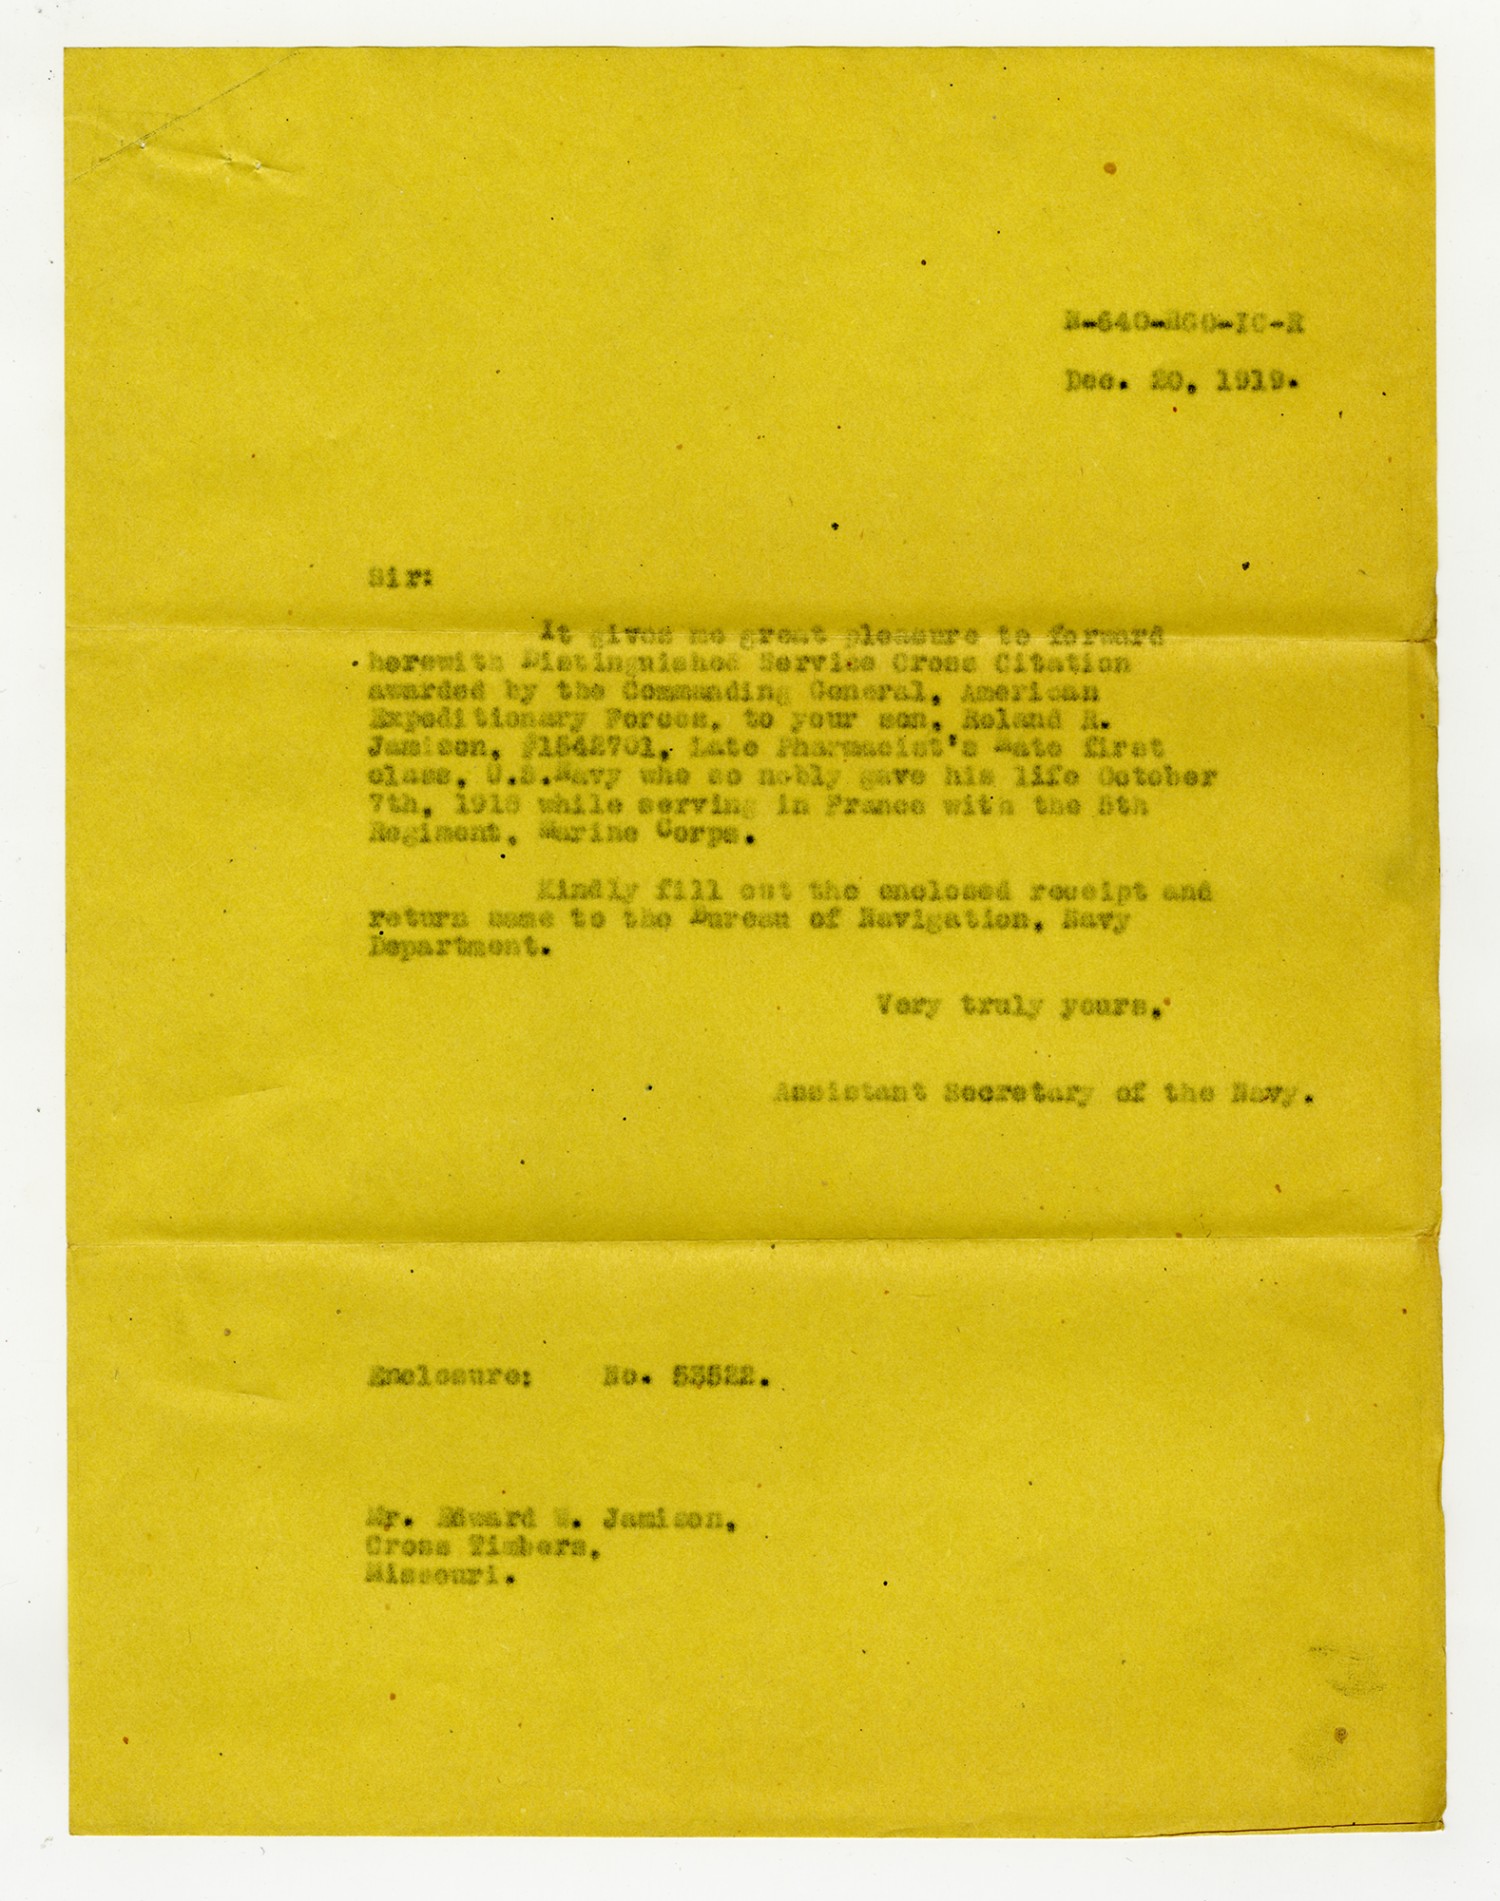 N-640-HGO-IC-R
Dec. 20, 1919.
Sir:
It gives me great pleasure to forward
herewith Distinguished Service Cross Citation
awarded by the Commanding General, American
Expeditionary Forces, to your son, Roland R.
Jamison, #1542701, Late Pharmacist's Mate first
class, U.S.Navy who so nobly gave his life October
7th, 1918 while serving in France with the 5th
Regiment, Marine Corps.
Kindly fill out the enclosed receipt and
return same to the Bureau of Navigation, Navy
Department.
Very truly yours,
Assistant Secretary of the Navy.
Enclosure: No. 53522.
Mr. Edward W. Jamison,
Cross Timbers,
Missouri.